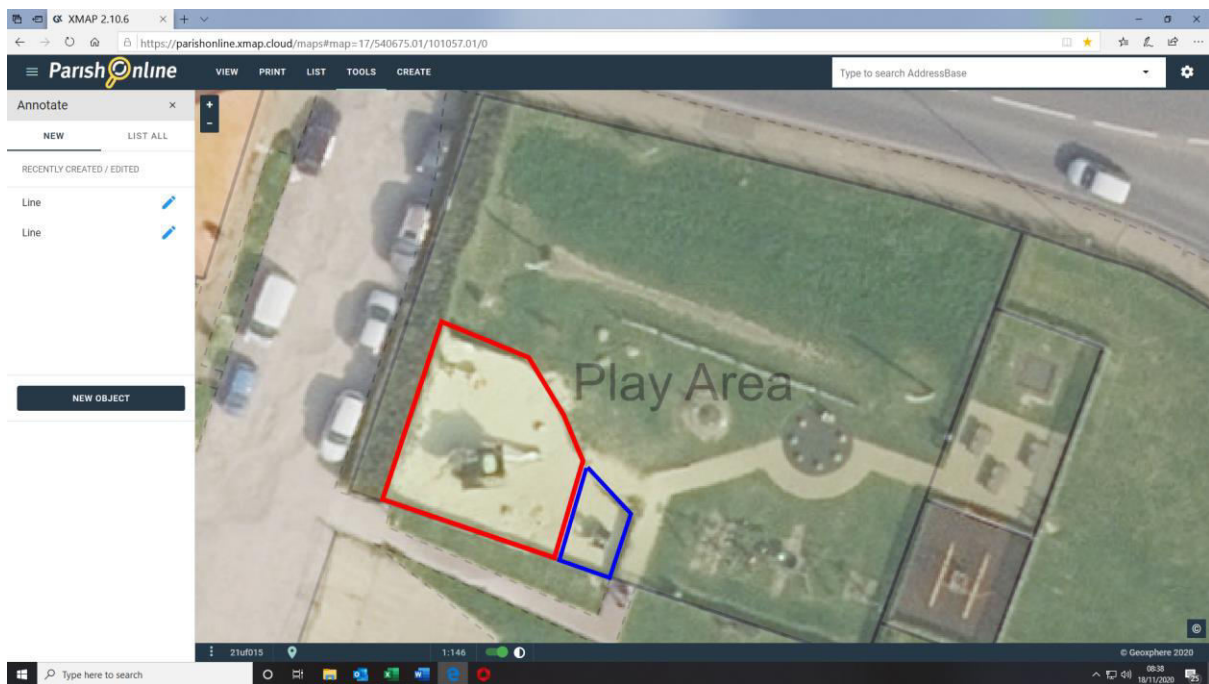 XMAP 2.10.6
https://parishonline.xmap.cloud/maps#map=17/540675.01/101057.01/0
Parish Online VIEW PRINT LIST TOOLS CREATE Type to search AddressBase
Annotate
NEW LIST ALL
RECENTLY CREATED / EDITED
Line
Line
Play Area
NEW OBJECT
21uf015 1:146 © Geoxphere 2020
Type here to search
08:38
18/11/2020
25